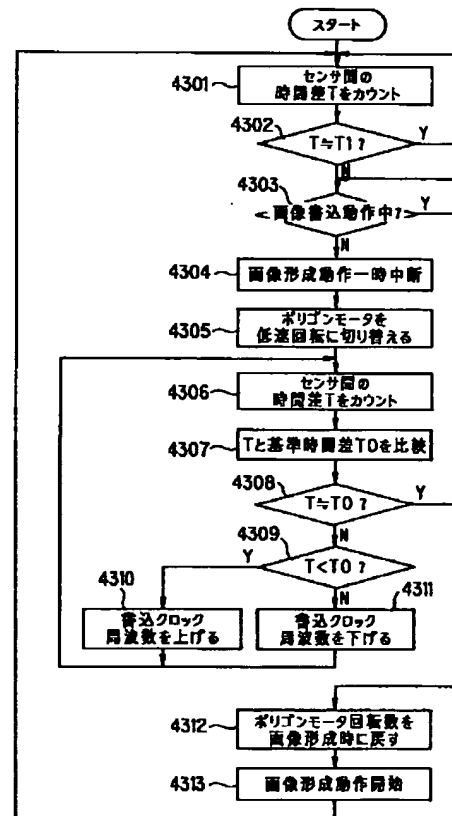 スタート
4301
センサ間の
時間差Tをカウント
4302
T≒T1?
Y
N
4303
画像書込動作中?
Y
N
4304
画像形成動作一時中断
4305
ポリゴンモータを
低速回転に切り替える
4306
センサ間の
時間差Tをカウント
4307
Tと基準時間差T0を比較
4308
T≒T0?
Y
N
4309
T<T0?
Y
N
4310
書込クロック
周波数を上げる
4311
書込クロック
周波数を下げる
4312
ポリゴンモータ回転数を
画像形成時に戻す
4313
画像形成動作開始